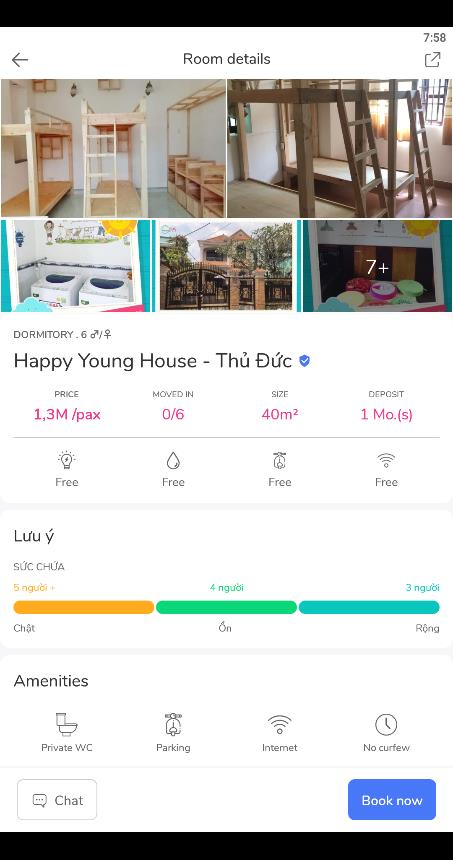 7:58
Room details
7+
DORMITORY . 6 ♂/♀
Happy Young House - Thủ Đức
PRICE MOVED IN SIZE DEPOSIT
1,3M /pax 0/6 40m² 1 Mo.(s)
Free Free Free Free
Lưu ý
SỨC CHỨA
5 người + 4 người 3 người
Chật Ổn Rộng
Amenities
Private WC Parking Internet No curfew
Chat Book now